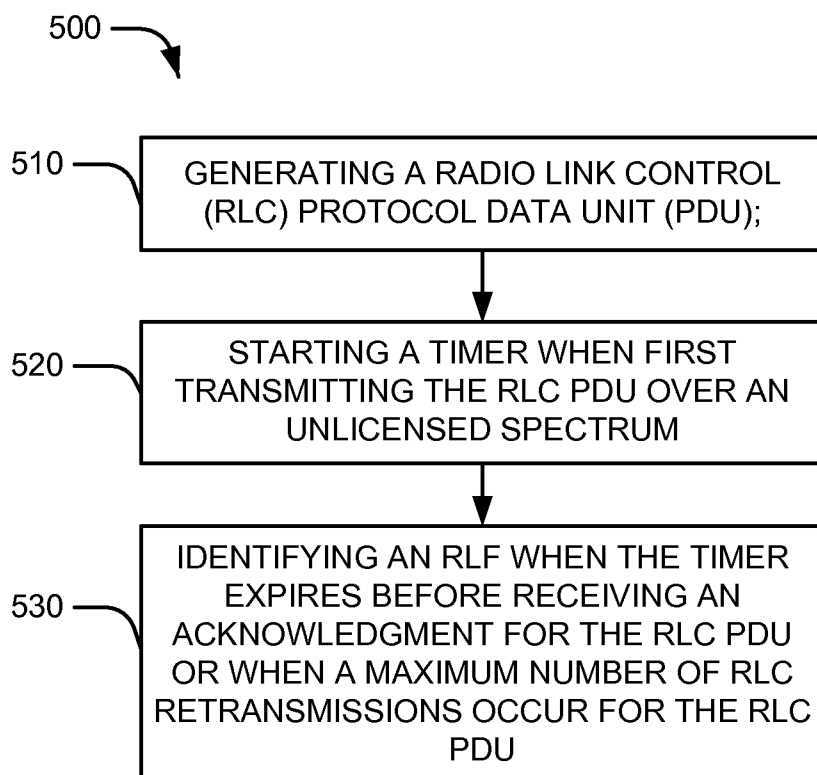 500
510
GENERATING A RADIO LINK CONTROL
(RLC) PROTOCOL DATA UNIT (PDU);
520
STARTING A TIMER WHEN FIRST
TRANSMITTING THE RLC PDU OVER AN
UNLICENSED SPECTRUM
530
IDENTIFYING AN RLF WHEN THE TIMER
EXPIRES BEFORE RECEIVING AN
ACKNOWLEDGMENT FOR THE RLC PDU
OR WHEN A MAXIMUM NUMBER OF RLC
RETRANSMISSIONS OCCUR FOR THE RLC
PDU